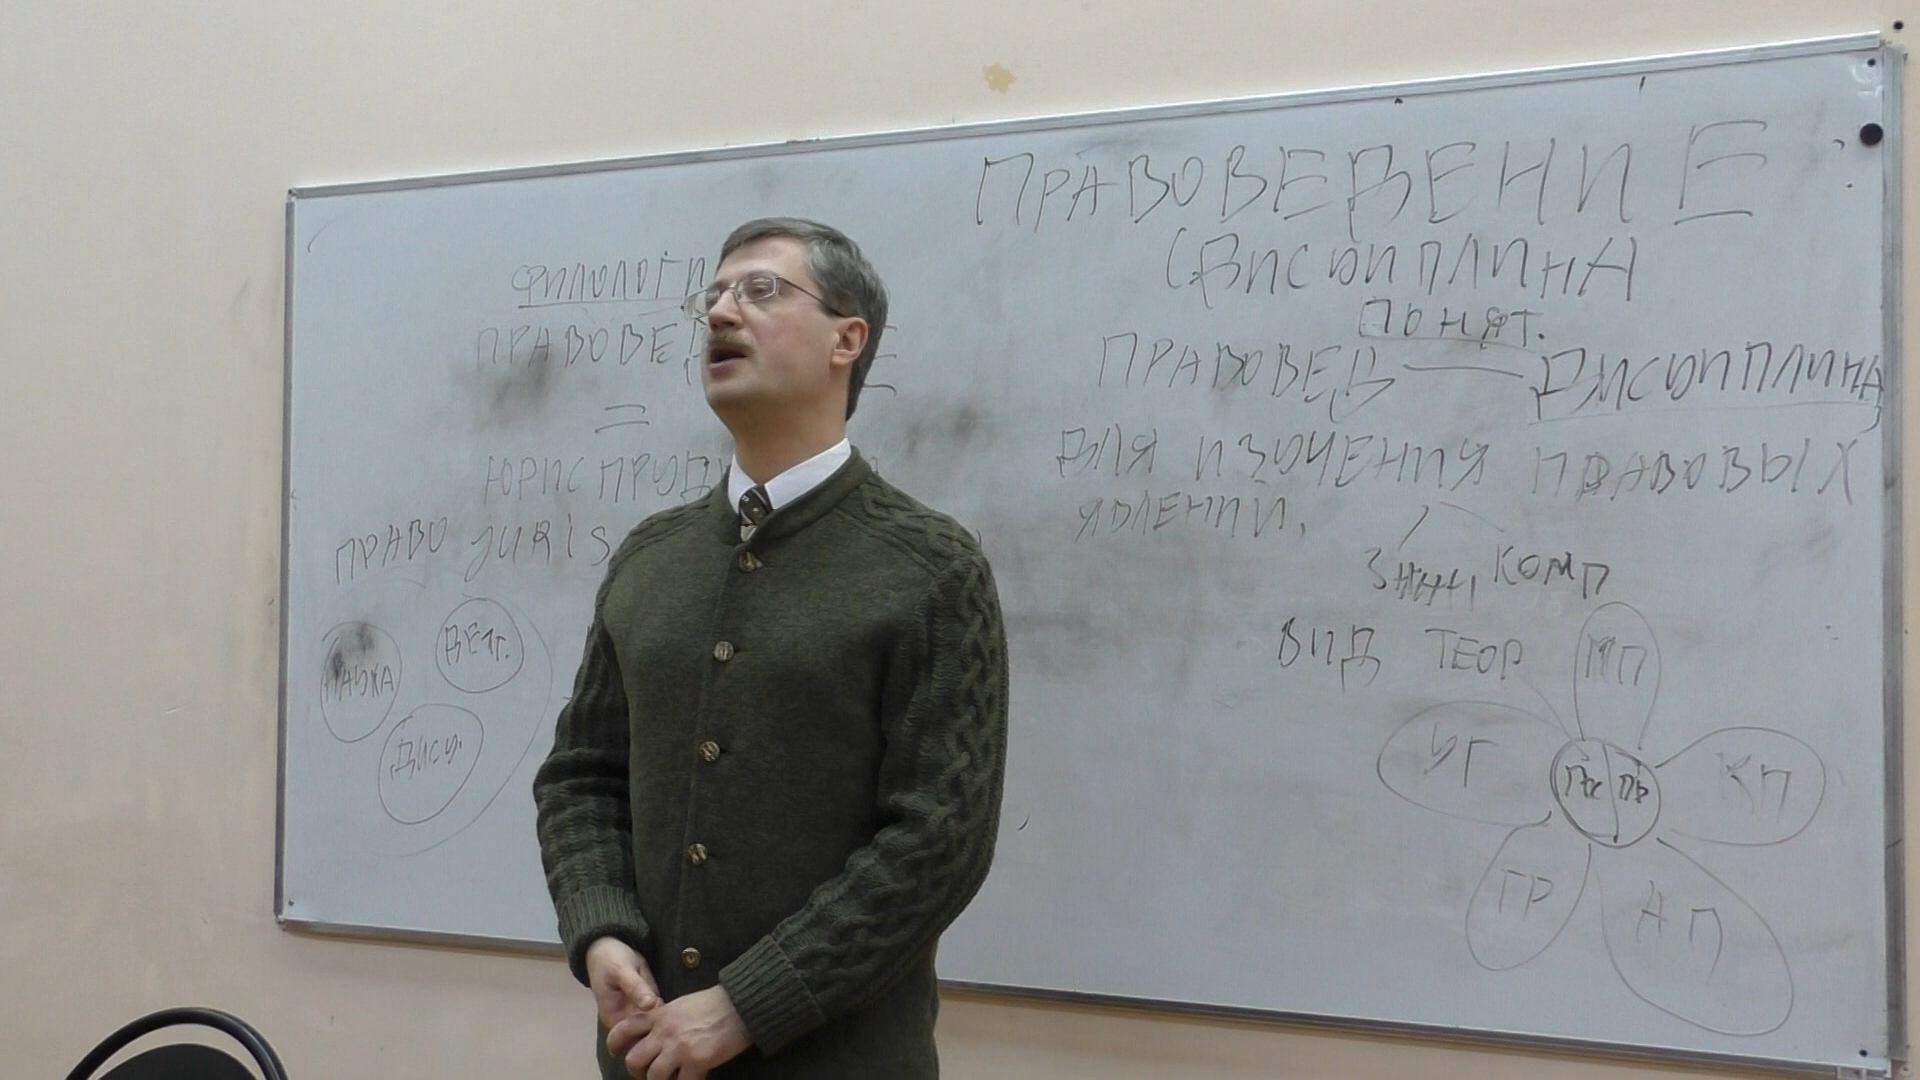 ФИЛОЛОГИ
ПРАВОВЕ Е
=
ЮРИСПРУД
ПРАВО JURIS
НАУКА
ДЕЯТ.
ДИСЦ.
ПРАВОВЕДЕНИЕ:
(ДИСЦИПЛИНА
ПОНЯТ.
ПРАВОВЕД — ДИСЦИПЛИНА
ДЛЯ ИЗУЧЕНИЯ ПРАВОВЫХ
ЯВЛЕНИЙ.
КОМП
ВИД ТЕОР
МП
УГ
КП
ГР
АП